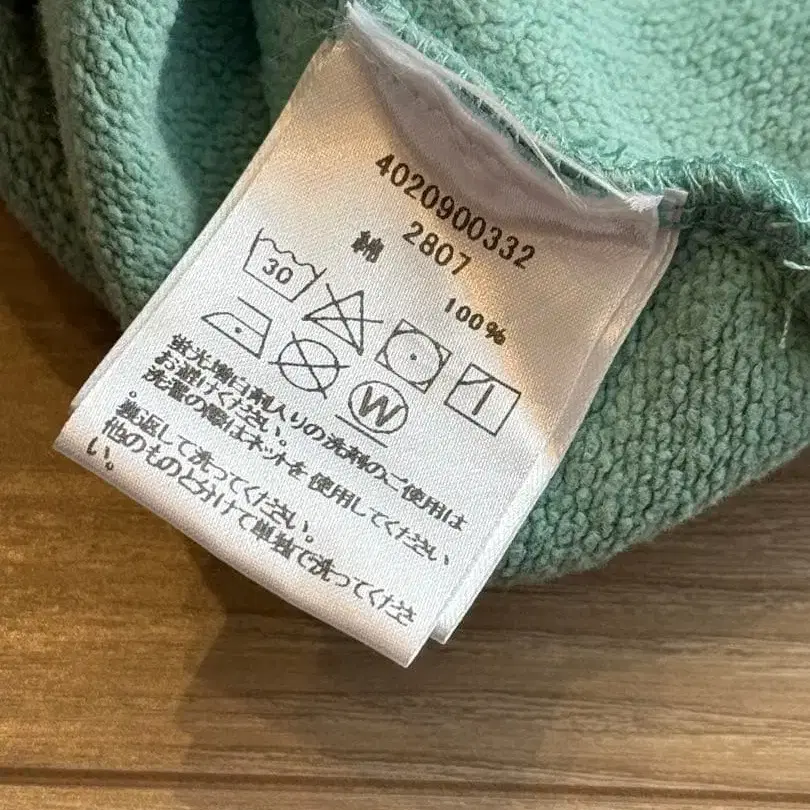 4020900332
2807
綿 100%
30
W
蛍光増白剤入りの洗剤のご使用は
お避けください。
洗濯の際はネットを使用してください
。
裏返して洗ってください。
他のものと分けて単独で洗ってくださ
い。